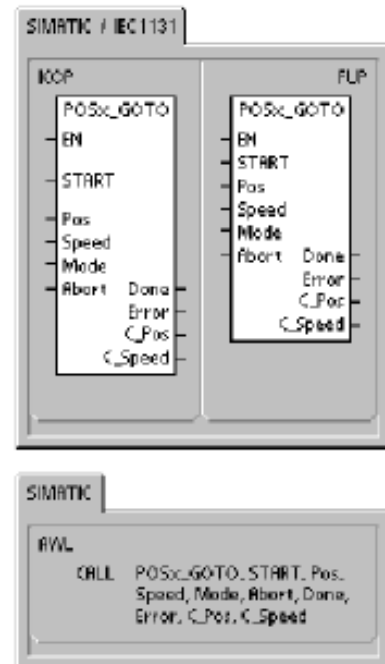 SIMATIC / IEC1131
KOP
FUP
POSx_GOTO
EN
START
Pos
Speed
Mode
Abort Done
Error
C_Pos
C_Speed
POSx_GOTO
EN
START
Pos
Speed
Mode
Abort Done
Error
C_Pos
C_Speed
SIMATIC
AWL
CALL POSx_GOTO, START, Pos,
Speed, Mode, Abort, Done,
Error, C_Pos, C_Speed